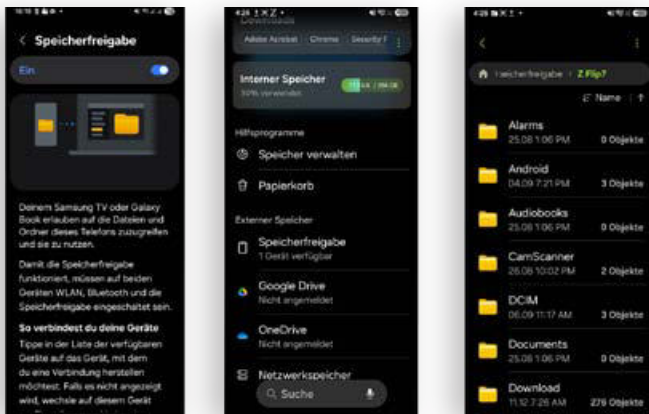 Speicherfreigabe
Ein
Deinem Samsung TV oder Galaxy
Book erlauben auf die Dateien und
Ordner dieses Telefons zuzugreifen
und sie zu nutzen.
Damit die Speicherfreigabe
funktioniert, müssen auf beiden
Geräten WLAN, Bluetooth und die
Speicherfreigabe eingeschaltet sein.
So verbindest du deine Geräte
Tippe in der Liste der verfügbaren
Geräte auf das Gerät, mit dem
du eine Verbindung herstellen
möchtest. Falls es nicht angezeigt
wird, wechsle auf diesem Gerät
Downloads
Adobe Acrobat Chrome Security
Interner Speicher
verwendet
Hilfsprogramme
Speicher verwalten
Papierkorb
Externer Speicher
Speicherfreigabe
1 Gerät verfügbar
Google Drive
Nicht angemeldet
OneDrive
Nicht angemeldet
Netzwerkspeicher
Suche
4:25
Z Flip7
Name
Alarms
25.08 1:06 PM 0 Objekte
Android
04.09 7:21 PM 3 Objekte
Audiobooks
25.08 1:06 PM 0 Objekte
CamScanner
26.08 10:02 PM 2 Objekte
DCIM
06.09 11:17 AM 3 Objekte
Documents
25.08 1:06 PM 0 Objekte
Download
11.12 7:26 AM 276 Objekte